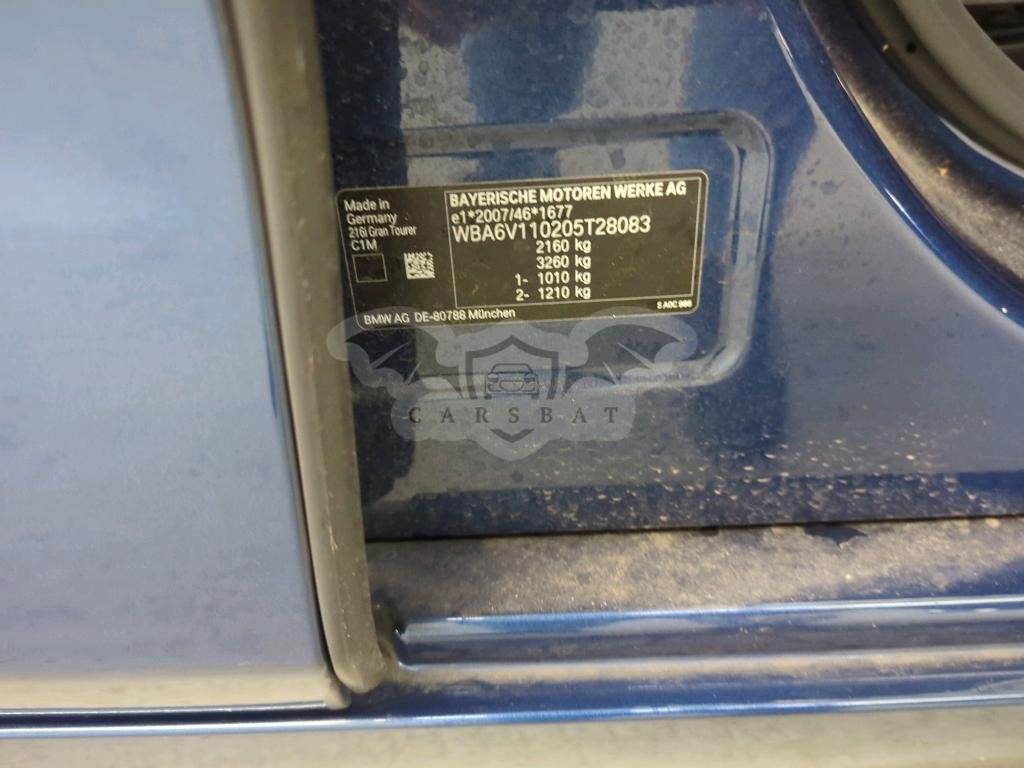 Made in
Germany
216i Gran Tourer
C1M
BAYERISCHE MOTOREN WERKE AG
e1*2007/46*1677
WBA6V110205T28083
2160 kg
3260 kg
1- 1010 kg
2- 1210 kg
BMW AG DE-80788 München
CARSBAT